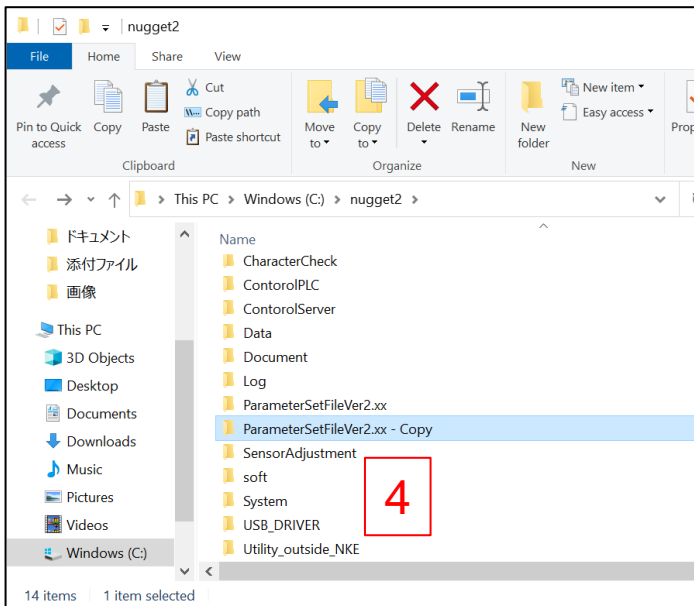 nugget2
File Home Share View
Pin to Quick access
Copy
Paste
Cut
Copy path
Paste shortcut
Move to
Copy to
Delete
Rename
New folder
New item
Easy access
Clipboard
Organize
New
This PC > Windows (C:) > nugget2 >
ドキュメント
添付ファイル
画像
This PC
3D Objects
Desktop
Documents
Downloads
Music
Pictures
Videos
Windows (C:)
Name
CharacterCheck
ContorolPLC
ContorolServer
Data
Document
Log
ParameterSetFileVer2.xx
ParameterSetFileVer2.xx - Copy
SensorAdjustment
soft
System
USB_DRIVER
Utility_outside_NKE
4
14 items 1 item selected